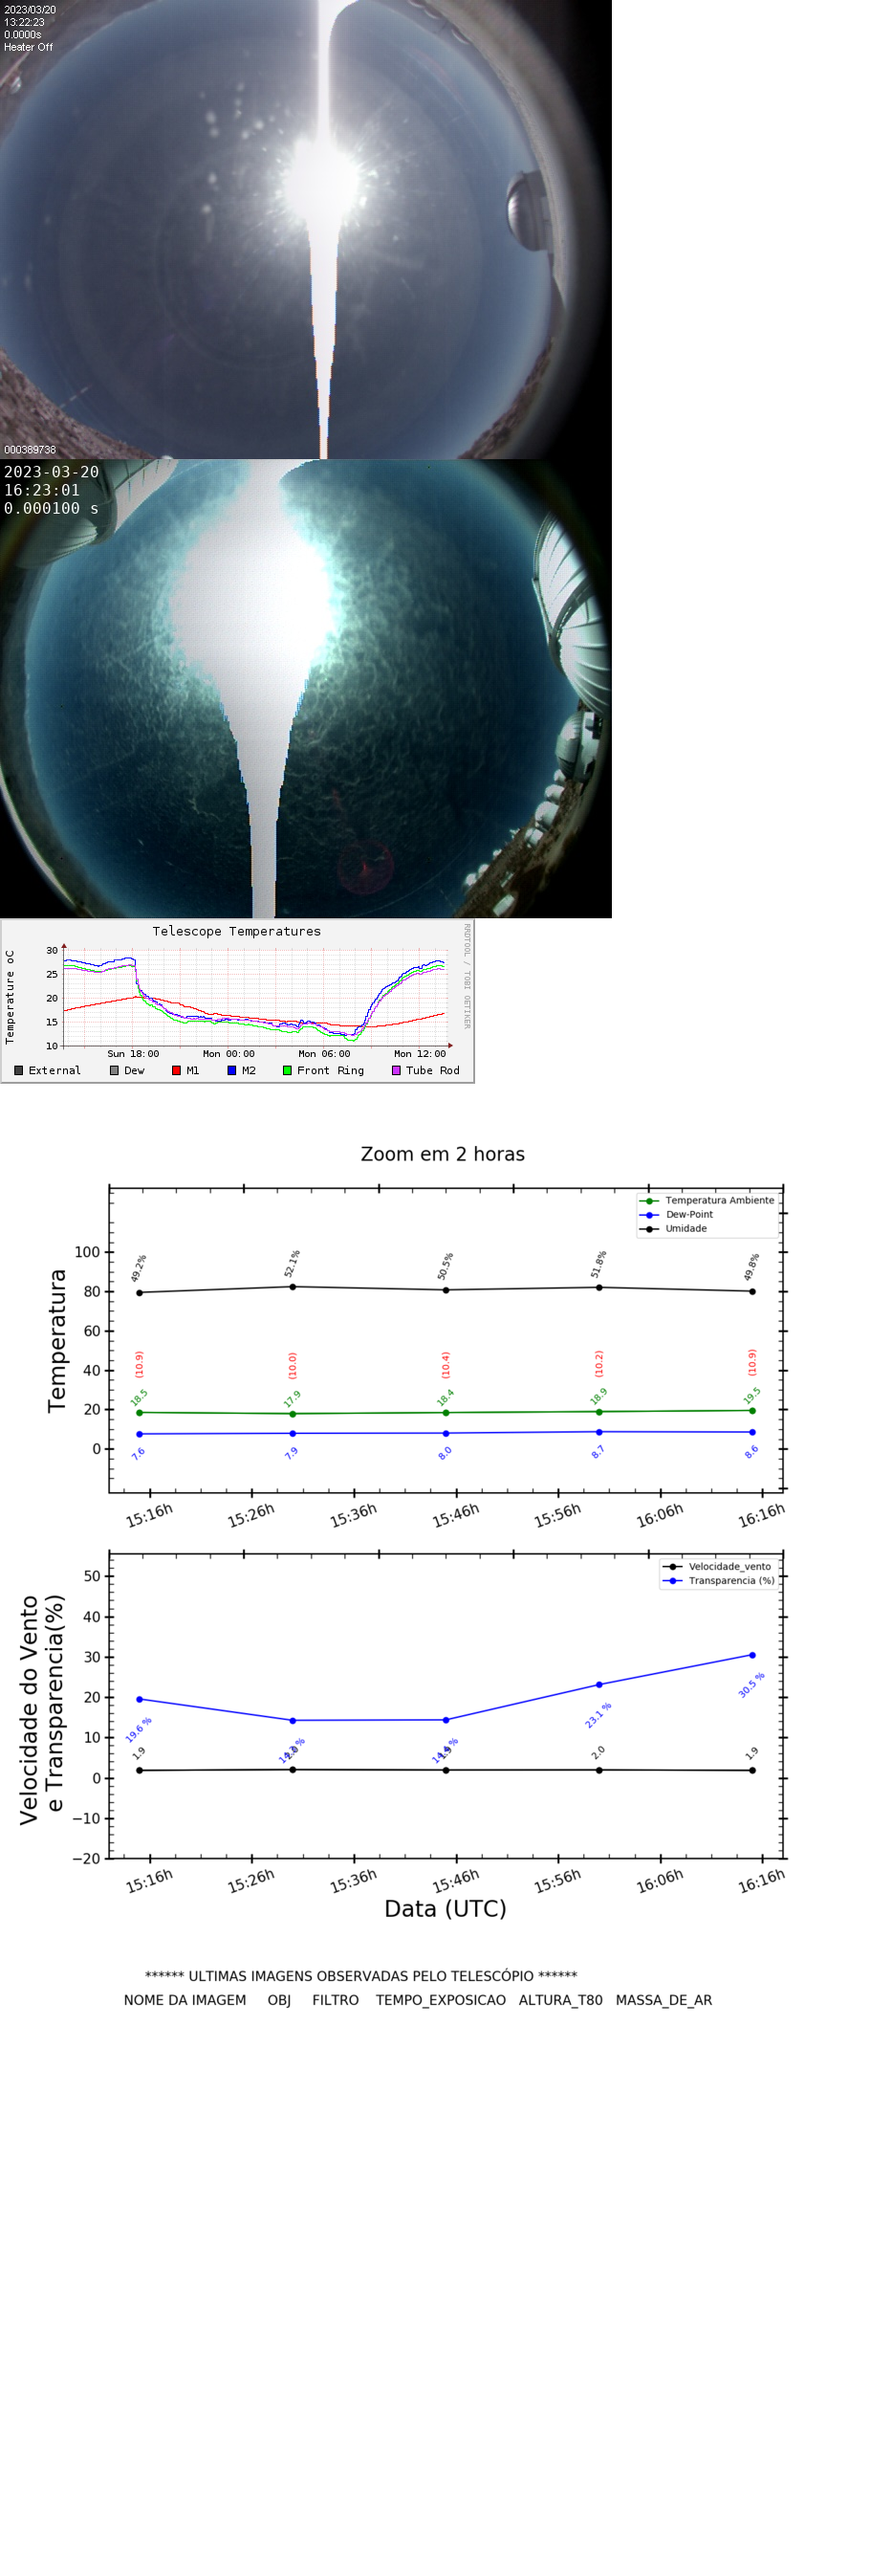 2023/03/20
13:22:23
0.0000s
Heater Off
000389738
2023-03-20
16:23:01
0.000100 s
Telescope Temperatures
RRDTOOL / TOBI OETIKER
Temperature oC
30
25
20
15
10
Sun 18:00 Mon 00:00 Mon 06:00 Mon 12:00
External Dew M1 M2 Front Ring Tube Rod
Zoom em 2 horas
Temperatura
Temperatura Ambiente
Dew-Point
Umidade
100
80
60
40
20
0
49.2% 52.1% 50.5% 51.8% 49.8%
(10.9) (10.0) (10.4) (10.2) (10.9)
18.5 17.9 18.4 18.9 19.5
7.6 7.9 8.0 8.7 8.6
15:16h 15:26h 15:36h 15:46h 15:56h 16:06h 16:16h
Velocidade do Vento
e Transparencia(%)
Velocidade_vento
Transparencia (%)
50
40
30
20
10
0
−10
−20
19.6 % 23.1 % 30.5 %
1.9 2.0 1.9
15:16h 15:26h 15:36h 15:46h 15:56h 16:06h 16:16h
Data (UTC)
****** ULTIMAS IMAGENS OBSERVADAS PELO TELESCÓPIO ******
NOME DA IMAGEM OBJ FILTRO TEMPO_EXPOSICAO ALTURA_T80 MASSA_DE_AR